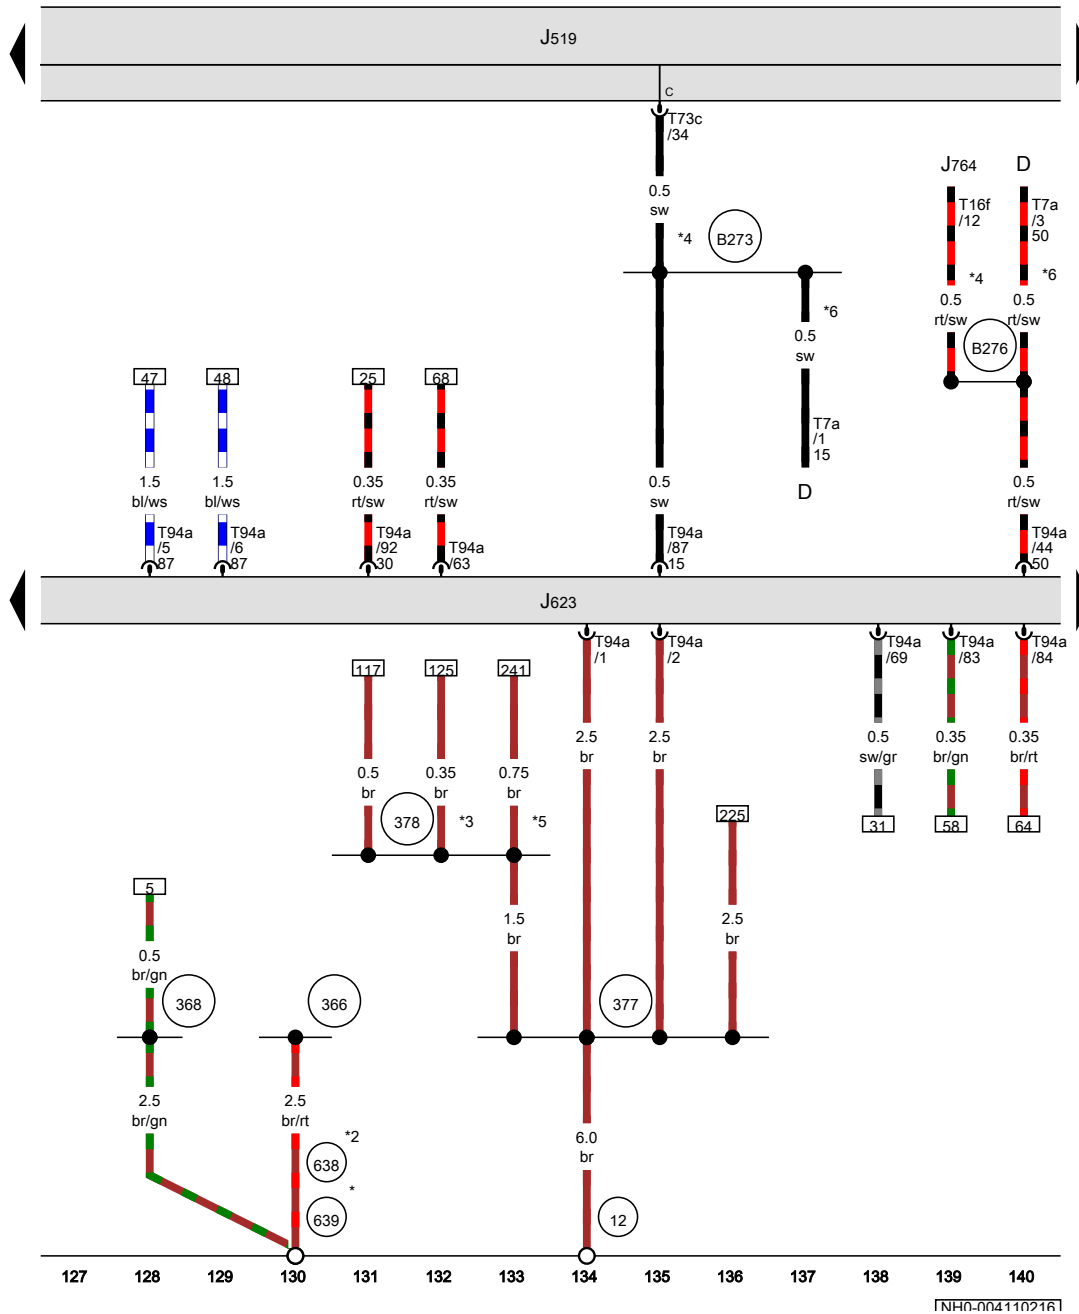 J519
c
T73c
/34
J764
D
0.5
sw
T16f
/12
T7a
/3
50
*4
B273
*4
*6
*6
0.5
rt/sw
0.5
rt/sw
0.5
sw
B276
47
48
25
68
T7a
/1
15
1.5
bl/ws
1.5
bl/ws
0.35
rt/sw
0.35
rt/sw
0.5
sw
D
0.5
rt/sw
T94a
/5
87
T94a
/6
87
T94a
/92
30
T94a
/63
T94a
/87
15
T94a
/44
50
J623
T94a
/1
T94a
/2
T94a
/69
T94a
/83
T94a
/84
117
125
241
2.5
br
2.5
br
0.5
sw/gr
0.35
br/gn
0.35
br/rt
0.5
br
0.35
br
0.75
br
378
*3
*5
225
31
58
64
5
1.5
br
2.5
br
0.5
br/gn
368
366
377
2.5
br/gn
2.5
br/rt
*2
638
6.0
br
*
639
12
127 128 129 130 131 132 133 134 135 136 137 138 139 140
NH0-004110216